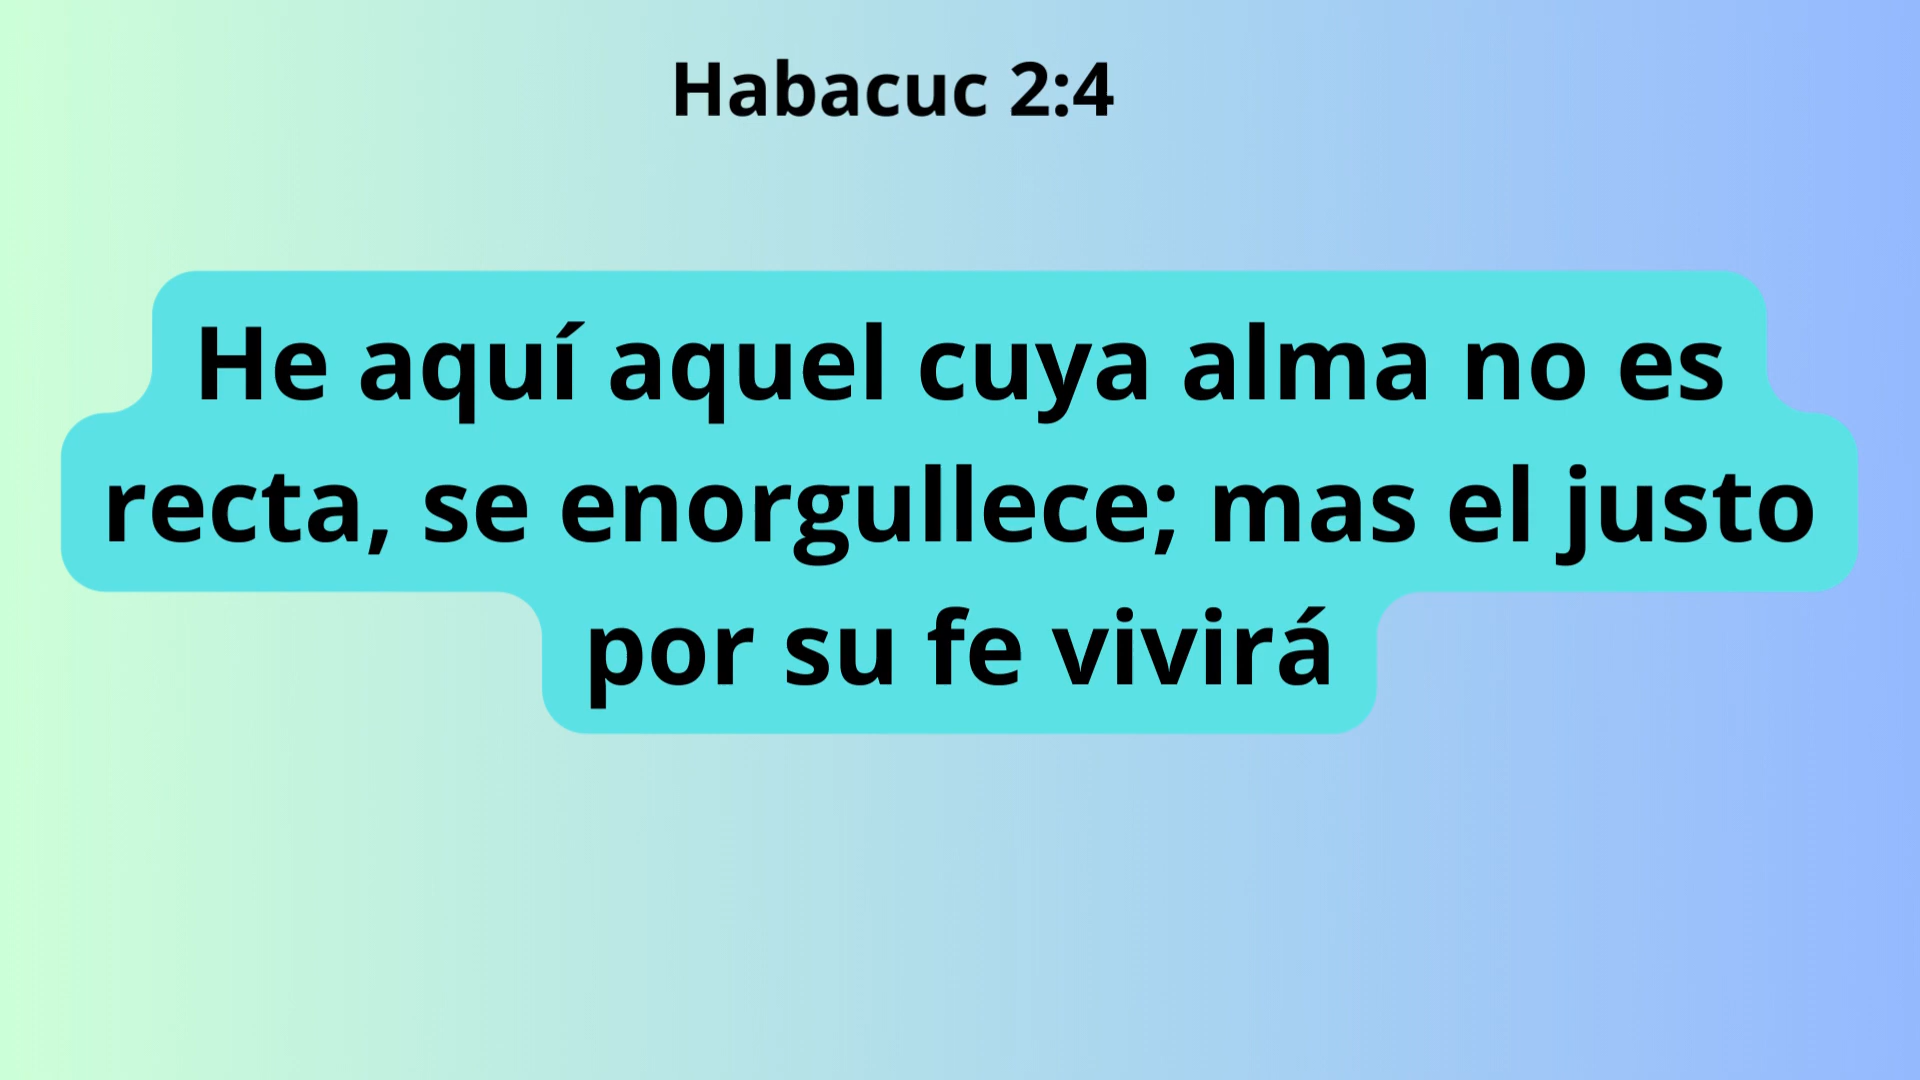 Habacuc 2:4
He aquí aquel cuya alma no es
recta, se enorgullece; mas el justo
por su fe vivirá